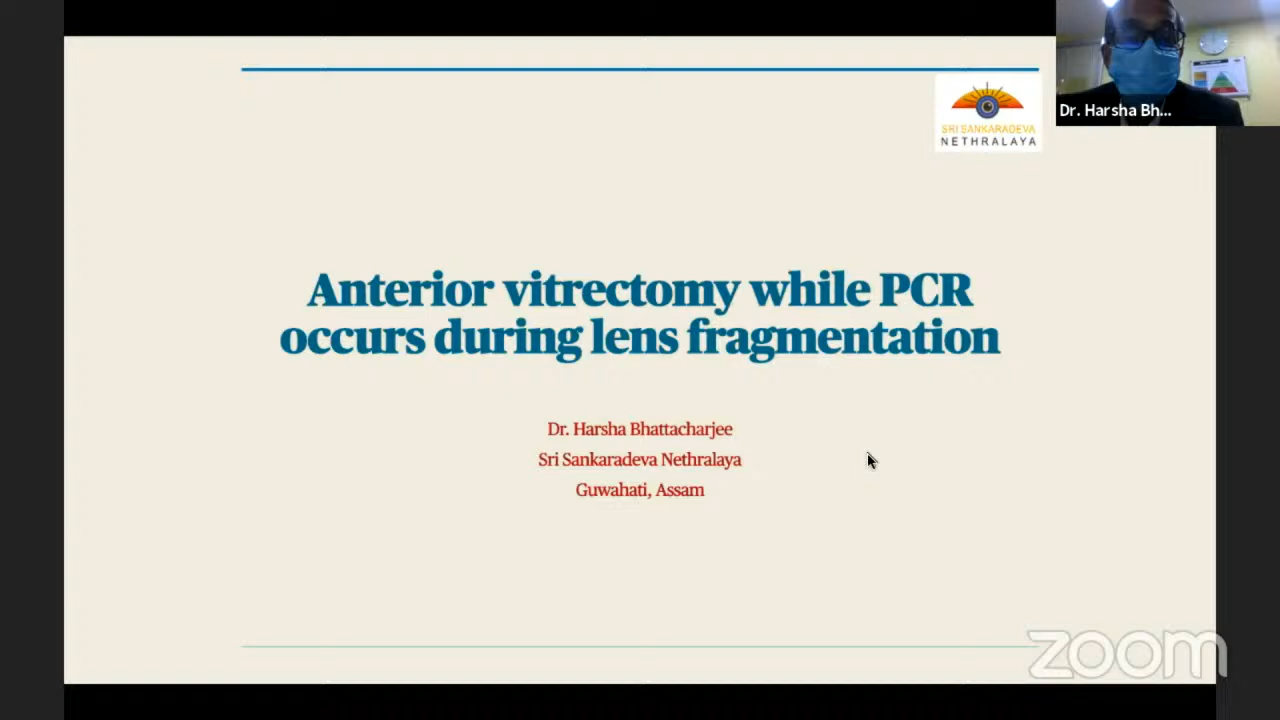 Dr. Harsha Bh...
SRI SANKARADEVA
NETHRALAYA
Anterior vitrectomy while PCR
occurs during lens fragmentation
Dr. Harsha Bhattacharjee
Sri Sankaradeva Nethralaya
Guwahati, Assam
zoom